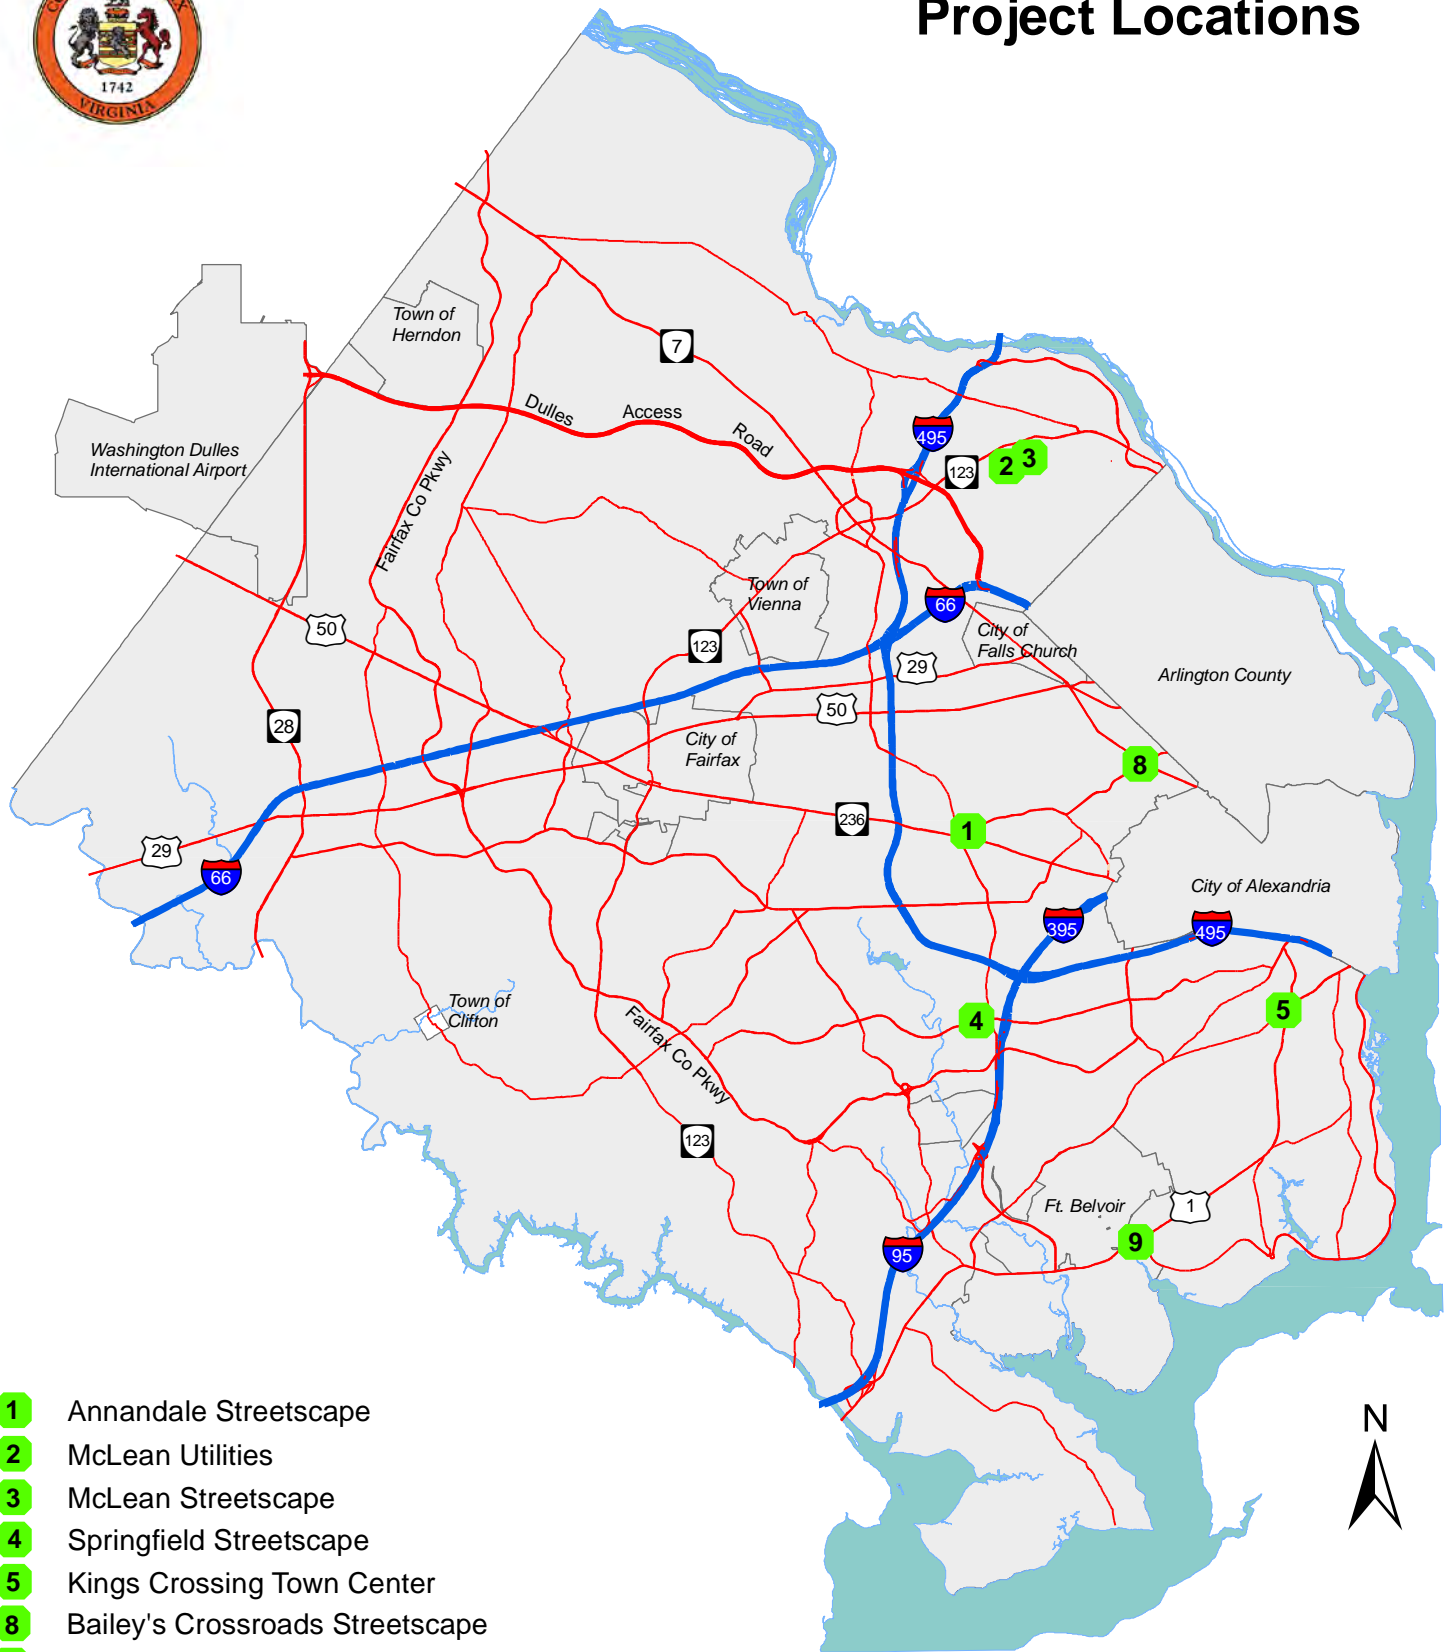 Project Locations
1742
VIRGINIA
Town of
Herndon
7
Dulles Access Road
495
Washington Dulles
International Airport
123
2
3
Fairfax Co Pkwy
Town of
Vienna
66
50
123
City of
Falls Church
29
Arlington County
50
28
City of
Fairfax
8
236
1
29
66
City of Alexandria
395
495
Town of
Clifton
4
5
Fairfax Co Pkwy
123
Ft. Belvoir
1
9
95
N
1 Annandale Streetscape
2 McLean Utilities
3 McLean Streetscape
4 Springfield Streetscape
5 Kings Crossing Town Center
8 Bailey's Crossroads Streetscape